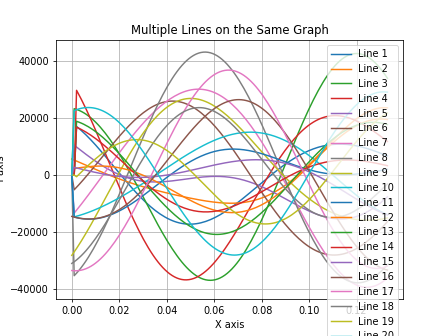 Multiple Lines on the Same Graph
40000
20000
0
−20000
−40000
0.00
0.02
0.04
0.06
0.08
0.10
X axis
Line 1
Line 2
Line 3
Line 4
Line 5
Line 6
Line 7
Line 8
Line 9
Line 10
Line 11
Line 12
Line 13
Line 14
Line 15
Line 16
Line 17
Line 18
Line 19
Line 20